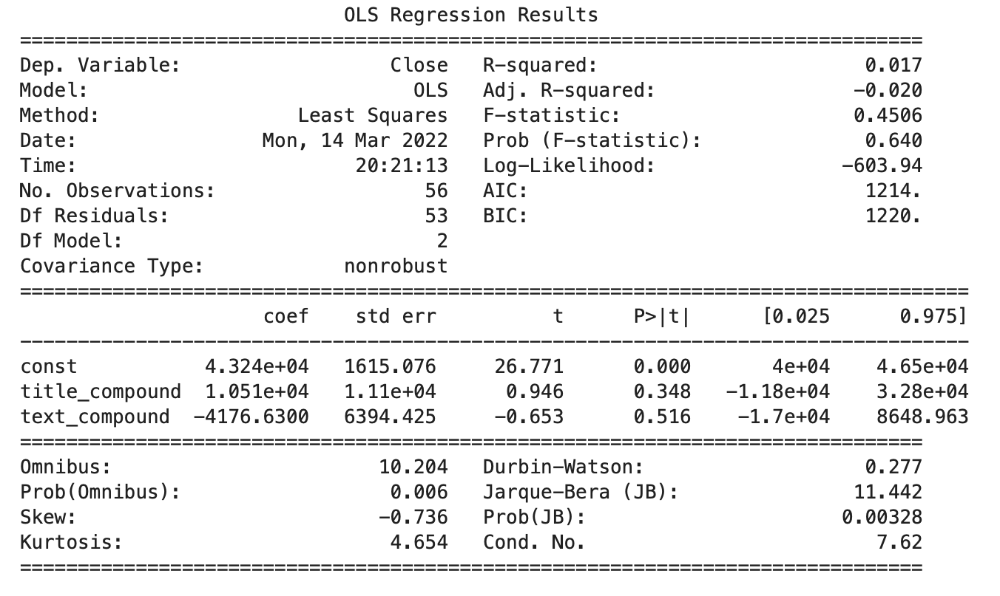 OLS Regression Results
==============================================================================
Dep. Variable: Close R-squared: 0.017
Model: OLS Adj. R-squared: -0.020
Method: Least Squares F-statistic: 0.4506
Date: Mon, 14 Mar 2022 Prob (F-statistic): 0.640
Time: 20:21:13 Log-Likelihood: -603.94
No. Observations: 56 AIC: 1214.
Df Residuals: 53 BIC: 1220.
Df Model: 2
Covariance Type: nonrobust
==================================================================================
coef std err t P>|t| [0.025 0.975]
----------------------------------------------------------------------------------
const 4.324e+04 1615.076 26.771 0.000 4e+04 4.65e+04
title_compound 1.051e+04 1.11e+04 0.946 0.348 -1.18e+04 3.28e+04
text_compound -4176.6300 6394.425 -0.653 0.516 -1.7e+04 8648.963
==============================================================================
Omnibus: 10.204 Durbin-Watson: 0.277
Prob(Omnibus): 0.006 Jarque-Bera (JB): 11.442
Skew: -0.736 Prob(JB): 0.00328
Kurtosis: 4.654 Cond. No. 7.62
==============================================================================